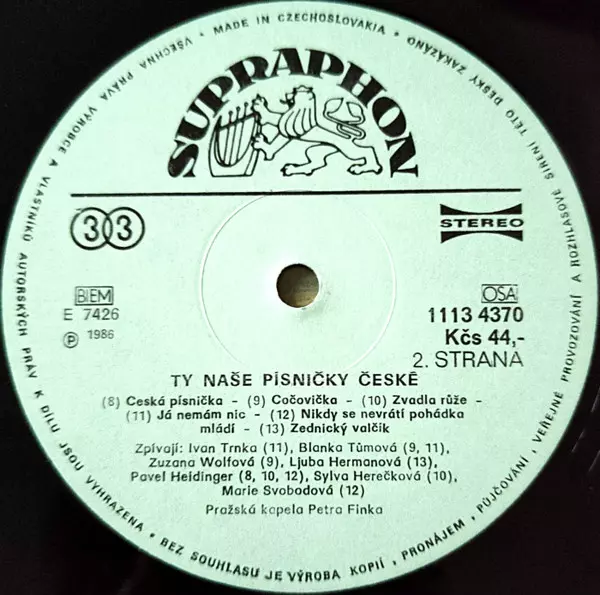 MADE IN CZECHOSLOVAKIA • VŠECHNA PRÁVA VÝROBCE A VLASTNÍKŮ AUTORSKÝCH PRÁV K DÍLU JSOU VYHRAZENA • BEZ SOUHLASU JE VÝROBA KOPIÍ, PRONÁJEM, PŮJČOVÁNÍ, VEŘEJNÉ PROVOZOVÁNÍ A ROZHLASOVÉ ŠÍŘENÍ TÉTO DESKY ZAKÁZÁNO •
SUPRAPHON
33
STEREO
BIEM
E 7426
Ⓟ 1986
OSA
1113 4370
Kčs 44,-
2. STRANA
TY NAŠE PÍSNIČKY ČESKÉ
(8) Česká písnička - (9) Cočovička - (10) Zvadla růže -
(11) Já nemám nic - (12) Nikdy se nevrátí pohádka
mládí - (13) Zednický valčík
Zpívají: Ivan Trnka (11), Blanka Tůmová (9, 11),
Zuzana Wolfová (9), Ljuba Hermanová (13),
Pavel Heidinger (8, 10, 12), Sylva Herečková (10),
Marie Svobodová (12)
Pražská kapela Petra Finka